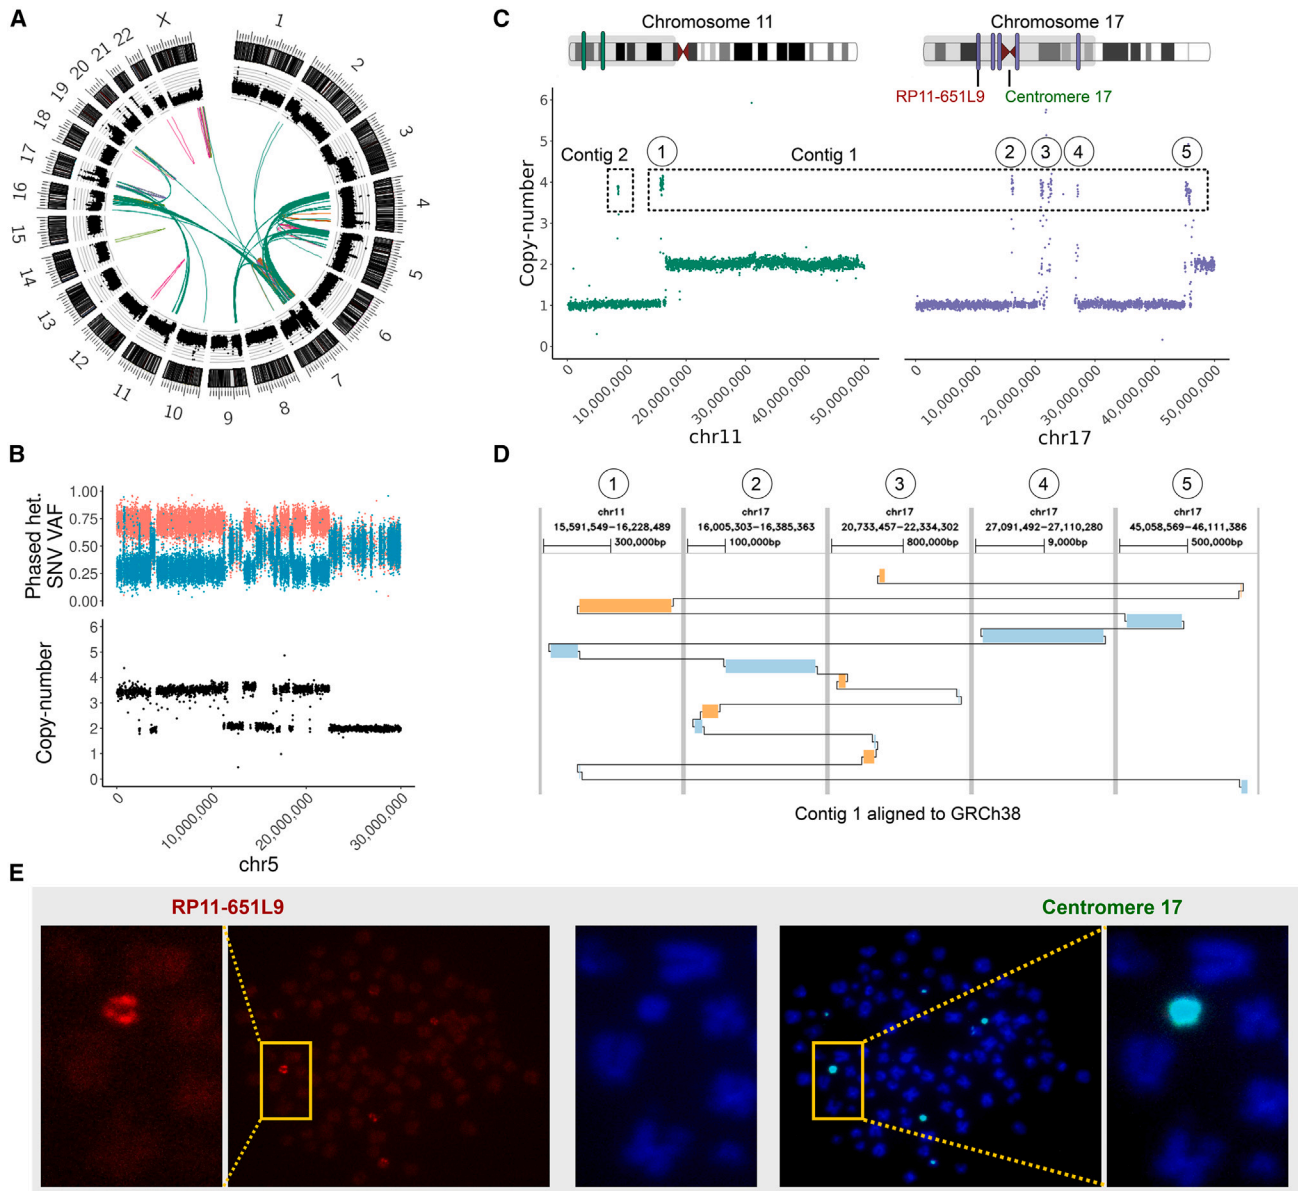 A
X
1
2
3
4
5
6
7
8
9
10
11
12
13
14
15
16
17
18
19
20
21
22
B
Phased het.
SNV VAF
1.00
0.75
0.50
0.25
0.00
Copy-number
6
5
4
3
2
1
0
0
10,000,000
20,000,000
30,000,000
chr5
C
Chromosome 11
Chromosome 17
RP11-651L9
Centromere 17
Copy-number
6
5
4
3
2
1
0
Contig 2
1
Contig 1
2
3
4
5
0
10,000,000
20,000,000
30,000,000
40,000,000
50,000,000
chr11
0
10,000,000
20,000,000
30,000,000
40,000,000
50,000,000
chr17
D
1
2
3
4
5
chr11
15,591,549-16,228,489
300,000bp
chr17
16,005,303-16,385,363
100,000bp
chr17
20,733,457-22,334,302
800,000bp
chr17
27,091,492-27,110,280
9,000bp
chr17
45,058,569-46,111,386
500,000bp
Contig 1 aligned to GRCh38
E
RP11-651L9
Centromere 17